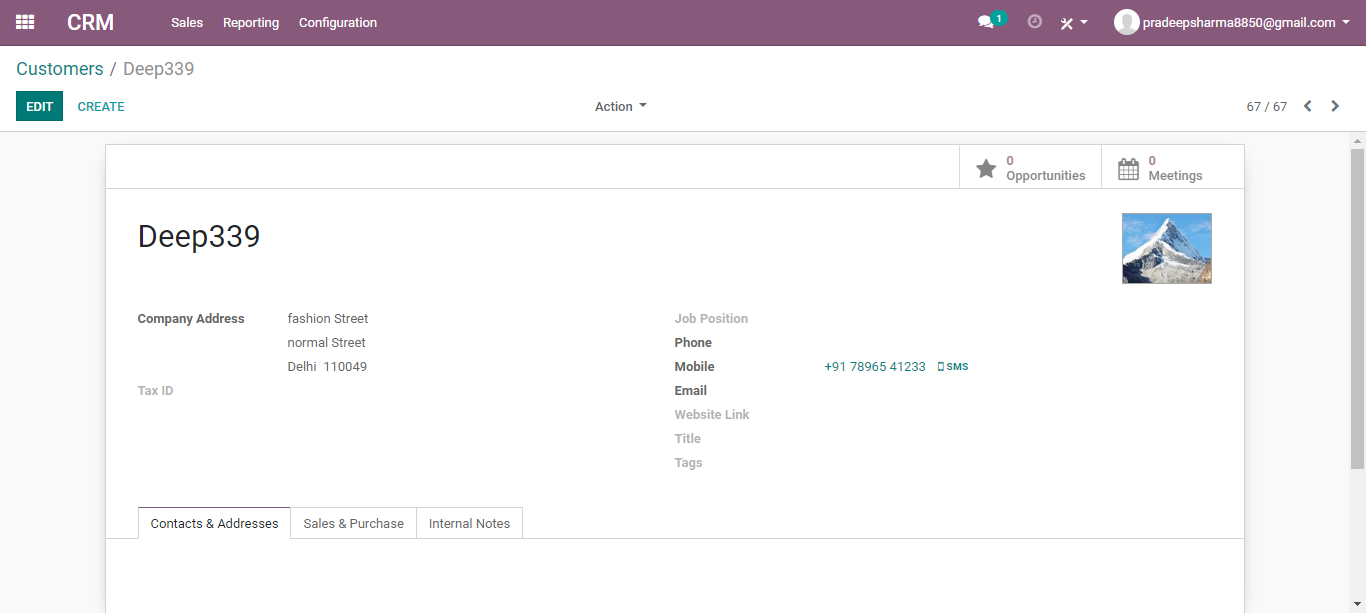 CRM Sales Reporting Configuration 1 pradeepsharma8850@gmail.com
Customers / Deep339
EDIT CREATE Action 67 / 67
0 Opportunities
0 Meetings
Deep339
Company Address fashion Street
normal Street
Delhi 110049
Tax ID
Job Position
Phone
Mobile +91 78965 41233 SMS
Email
Website Link
Title
Tags
Contacts & Addresses Sales & Purchase Internal Notes